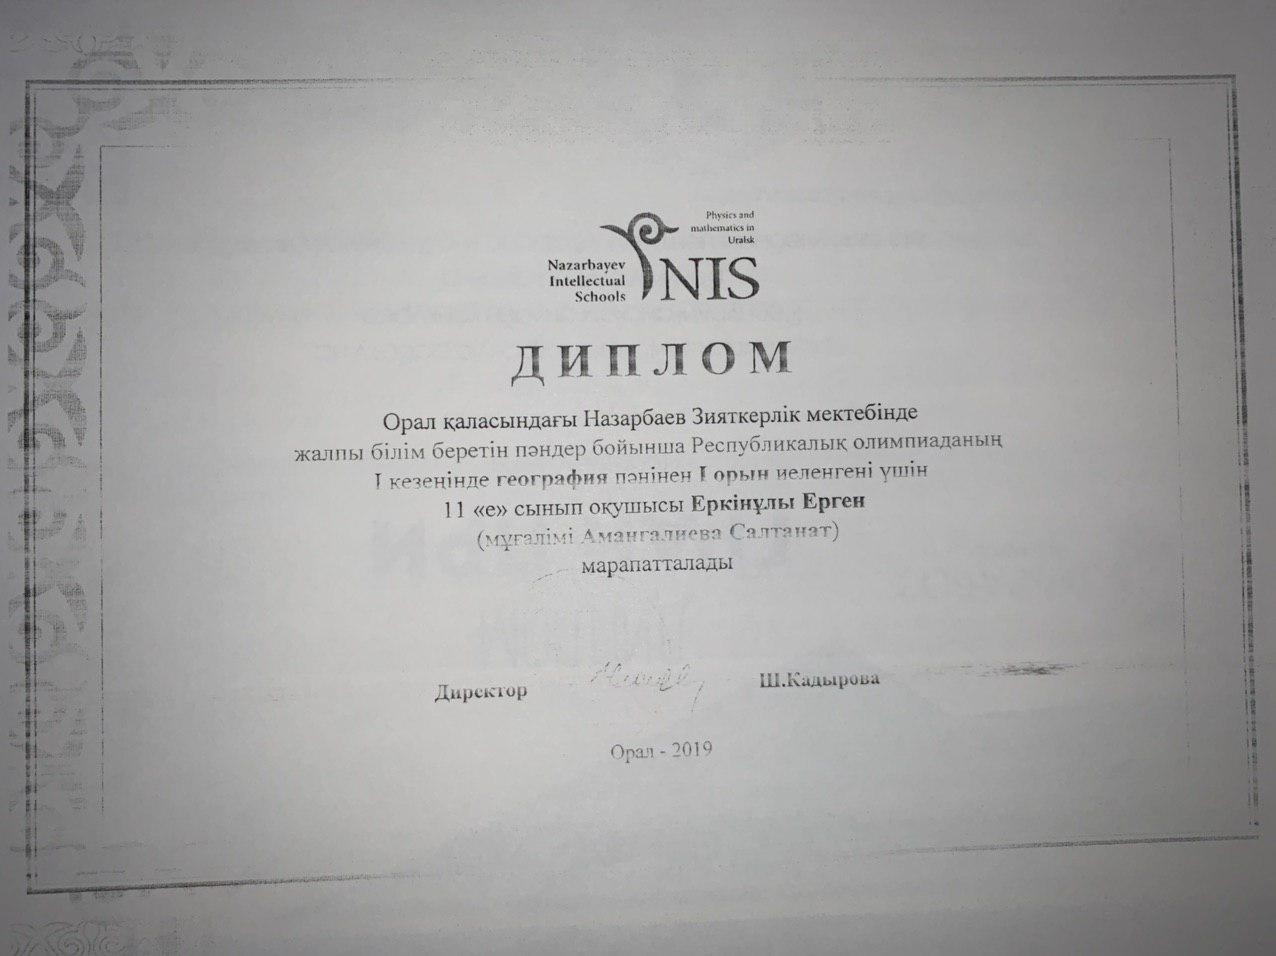 Physics and
mathematics in
Uralsk
Nazarbayev
Intellectual
Schools
NIS
ДИПЛОМ
Орал қаласындағы Назарбаев Зияткерлік мектебінде
жалпы білім беретін пәндер бойынша Республикалық олимпиаданың
І кезеңінде география пәнінен І орын иеленгені үшін
11 «е» сынып оқушысы Еркінұлы Ерген
(мұғалімі Амангалиева Салтанат)
марапатталады
Директор
Ш.Кадырова
Орал - 2019